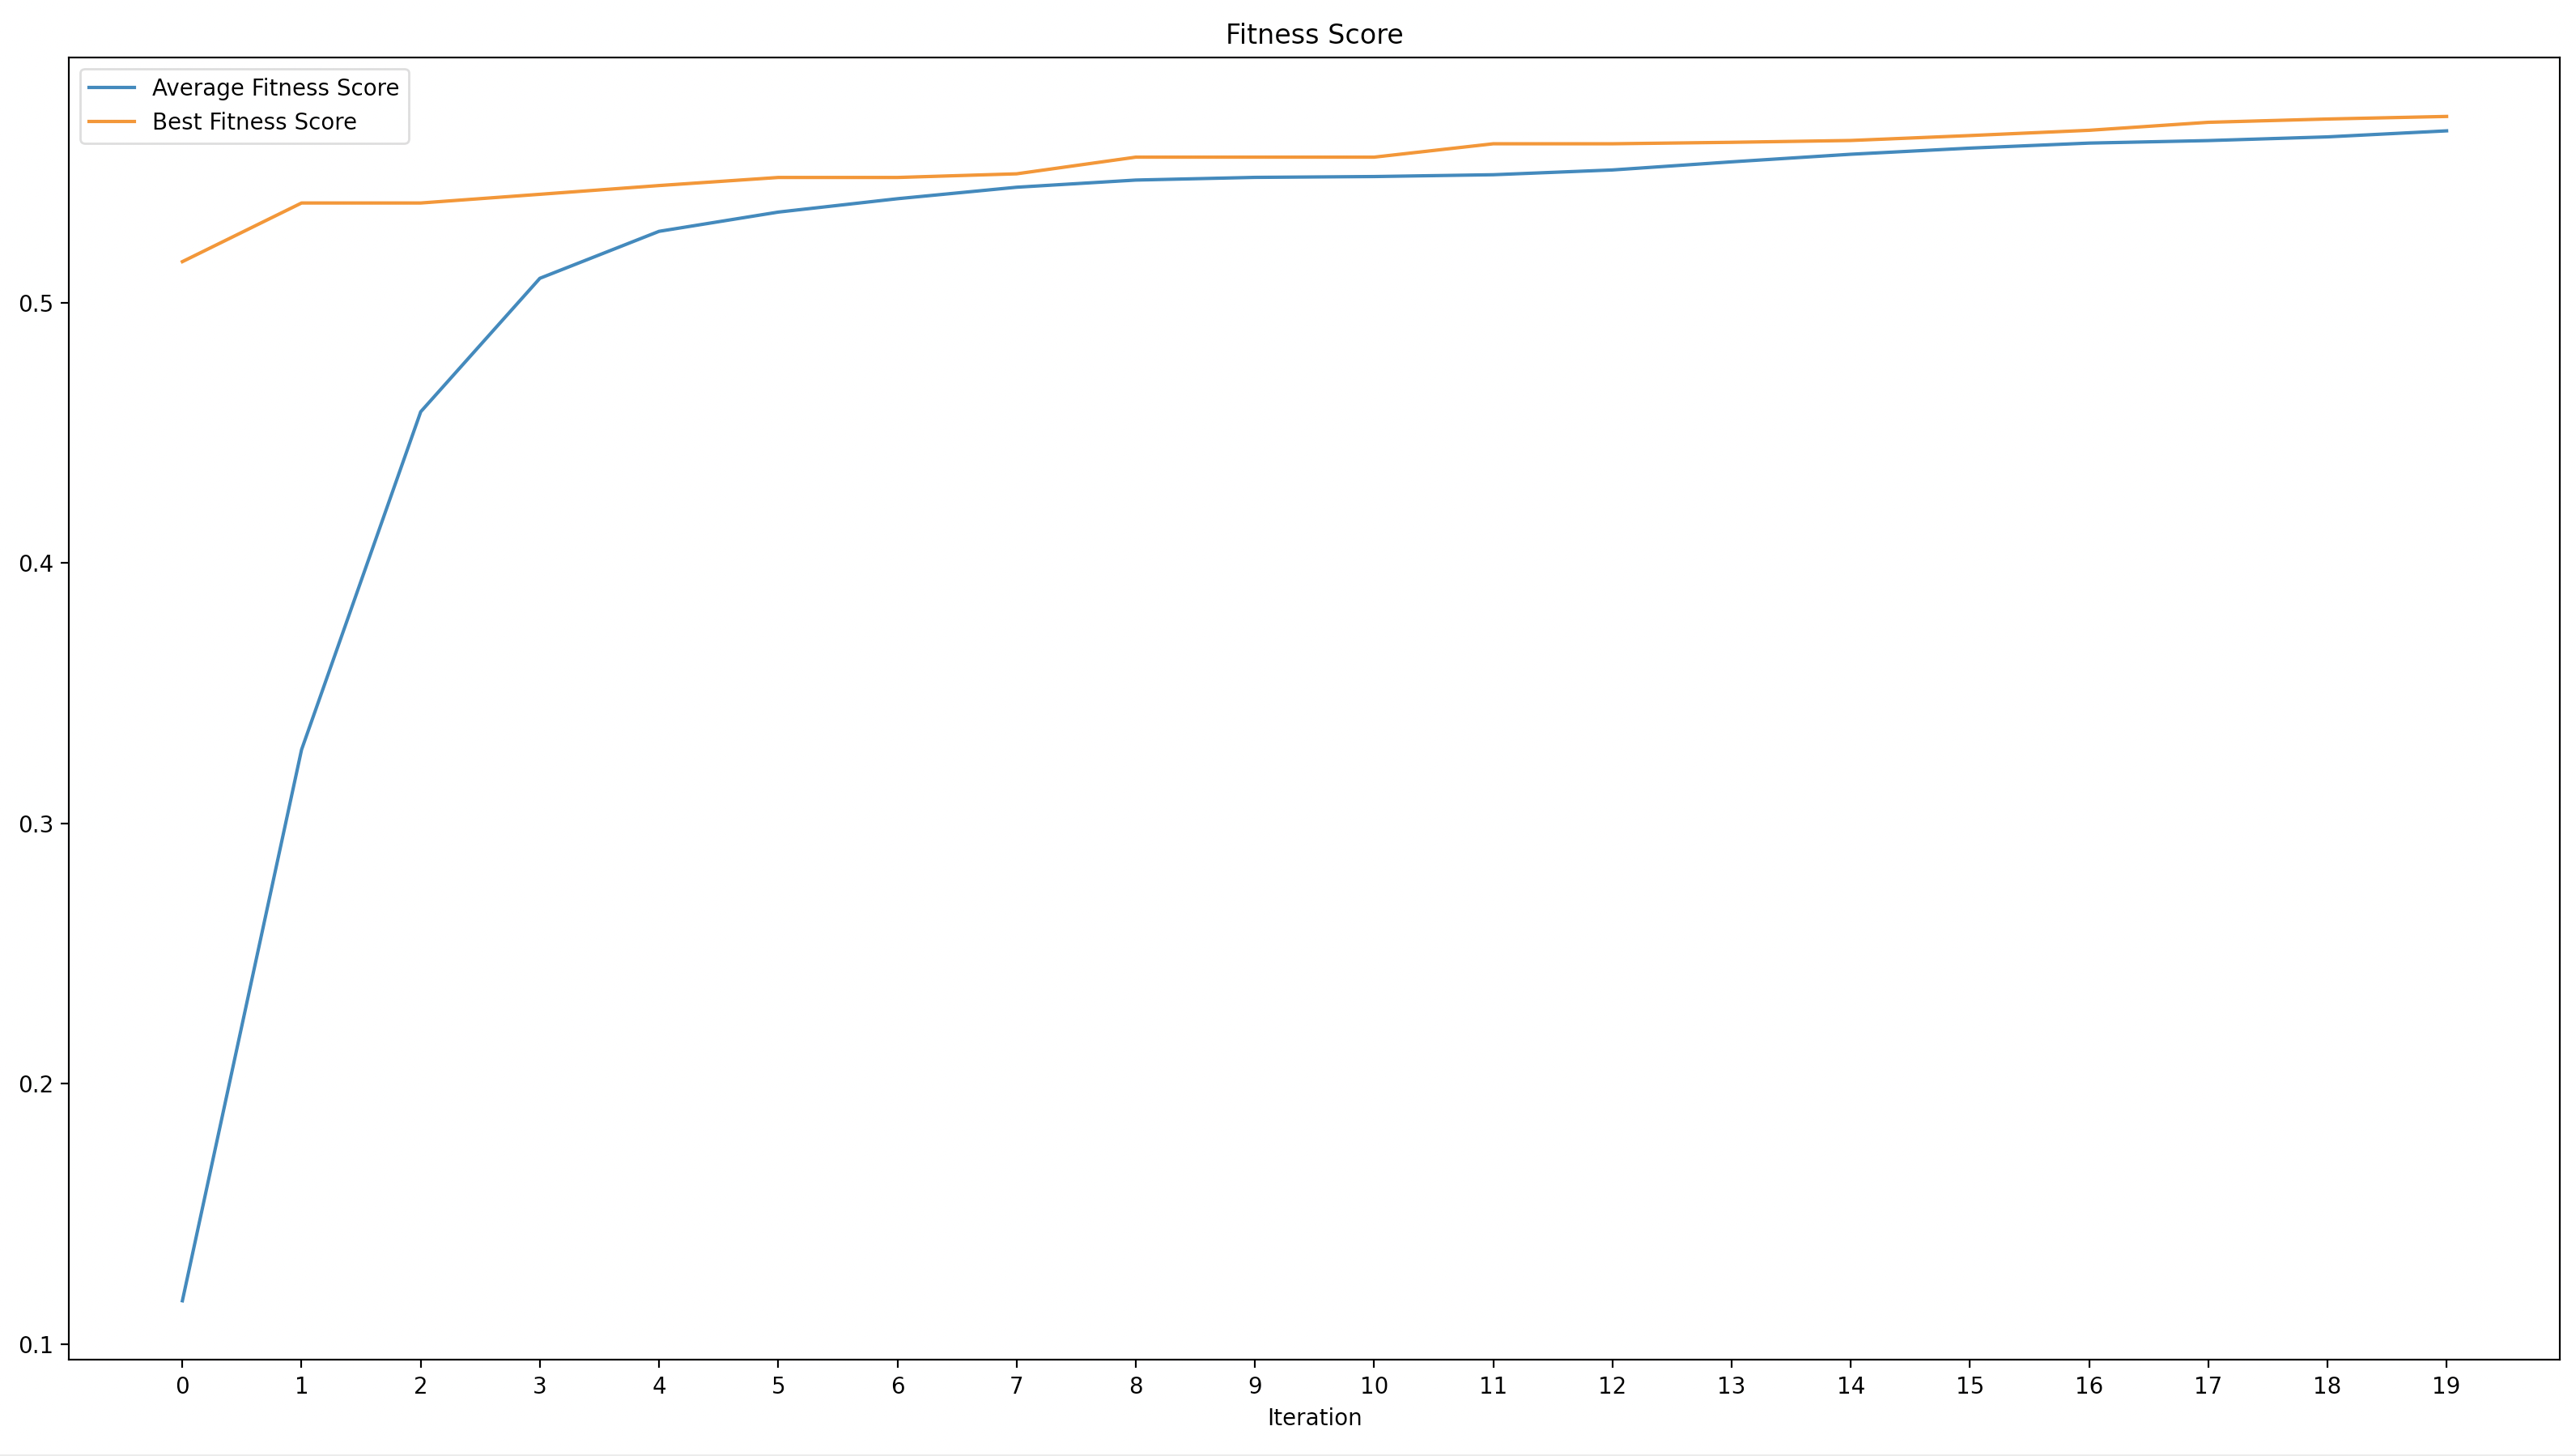 Fitness Score
Average Fitness Score
Best Fitness Score
0.5
0.4
0.3
0.2
0.1
0 1 2 3 4 5 6 7 8 9 10 11 12 13 14 15 16 17 18 19
Iteration